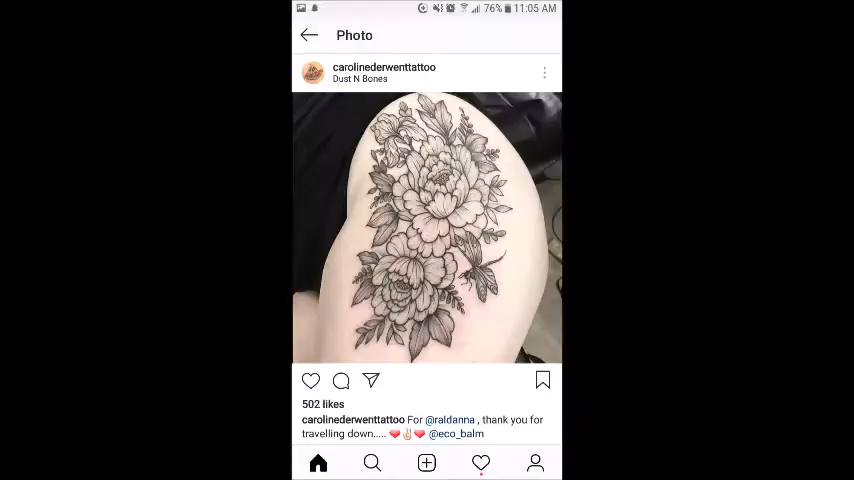 76% 11:05 AM
Photo
carolinederwenttattoo
Dust N Bones
502 likes
carolinederwenttattoo For @raldanna , thank you for
travelling down..... ❤️✌🏻❤️ @eco_balm